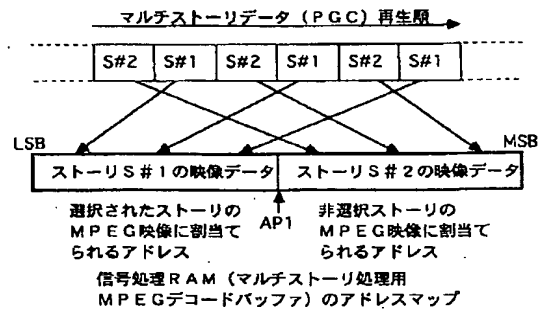 マルチストーリデータ（PGC）再生順
S#2 S#1 S#2 S#1 S#2 S#1
LSB MSB
ストーリS#1の映像データ ストーリS#2の映像データ
AP1
選択されたストーリの
MPEG映像に割当て
られるアドレス
非選択ストーリの
MPEG映像に割当て
られるアドレス
信号処理RAM（マルチストーリ処理用
MPEGデコードバッファ）のアドレスマップ